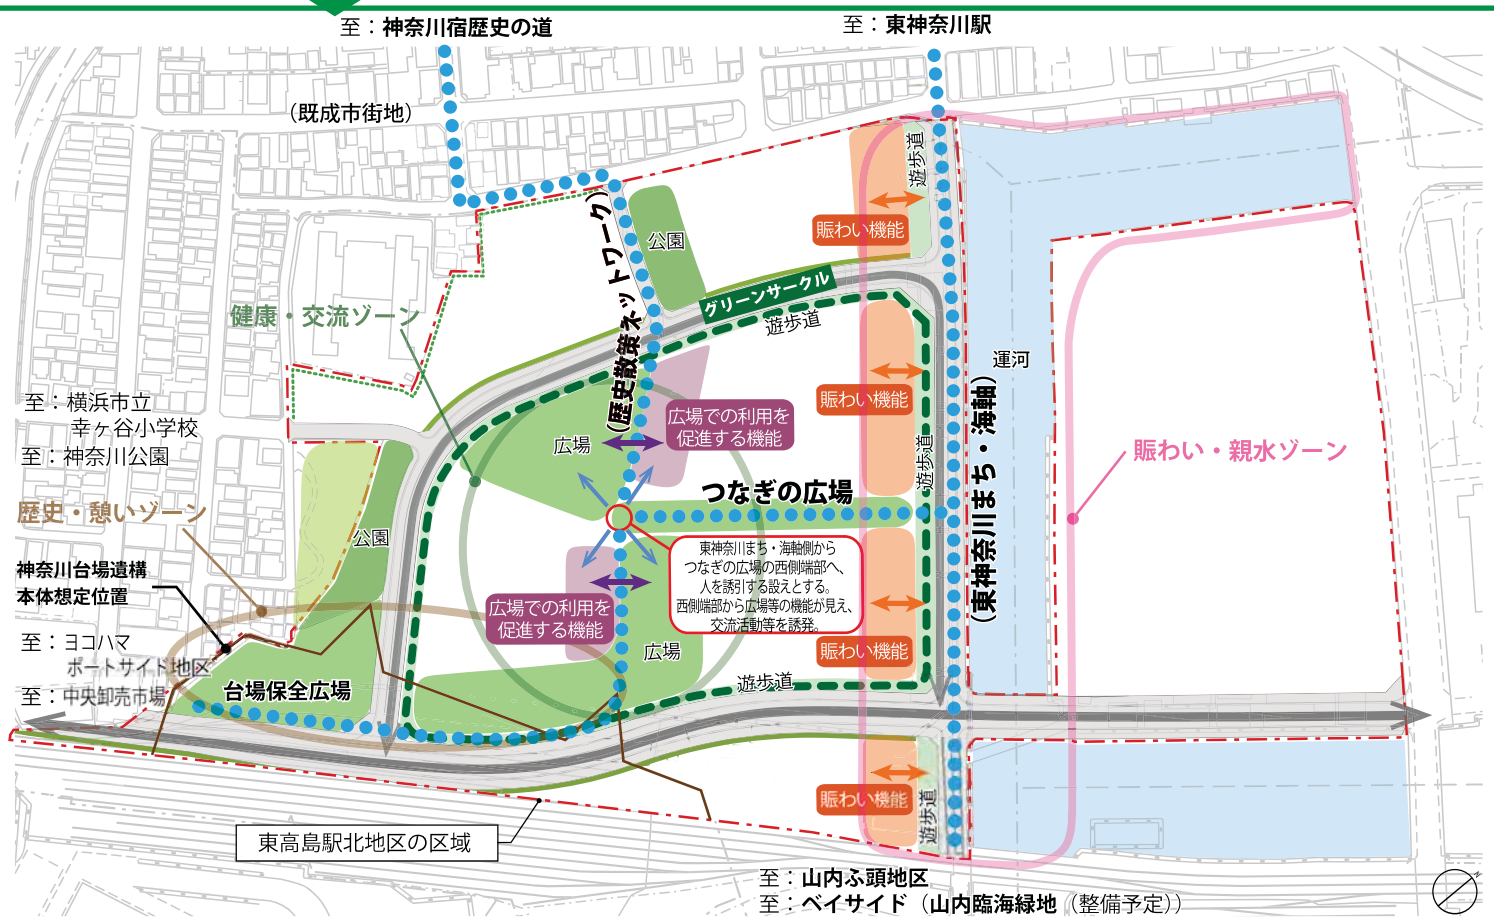 至：神奈川宿歴史の道
至：東神奈川駅
（既成市街地）
遊歩道
賑わい機能
公園
（歴史散策ネットワーク）
グリーンサークル
遊歩道
健康・交流ゾーン
運河
賑わい機能
至：横浜市立
幸ヶ谷小学校
至：神奈川公園
広場での利用を
促進する機能
広場
遊歩道
（東神奈川まち・海軸）
賑わい・親水ゾーン
つなぎの広場
歴史・憩いゾーン
公園
東神奈川まち・海軸側から
つなぎの広場の西側端部へ、
人を誘引する設えとする。
西側端部から広場等の機能が見え、
交流活動等を誘発。
神奈川台場遺構
本体想定位置
広場での利用を
促進する機能
至：ヨコハマ
ポートサイド地区
至：中央卸売市場
広場
賑わい機能
台場保全広場
遊歩道
賑わい機能
遊歩道
東高島駅北地区の区域
至：山内ふ頭地区
至：ベイサイド（山内臨海緑地（整備予定））
N